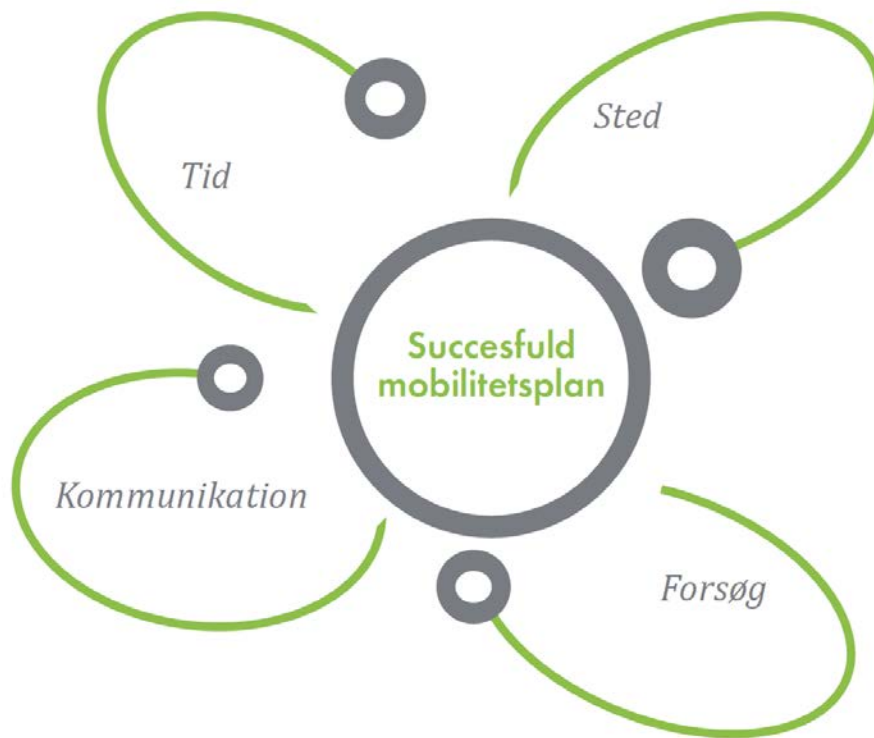 Sted
Tid
Succesfuld
mobilitetsplan
Kommunikation
Forsøg